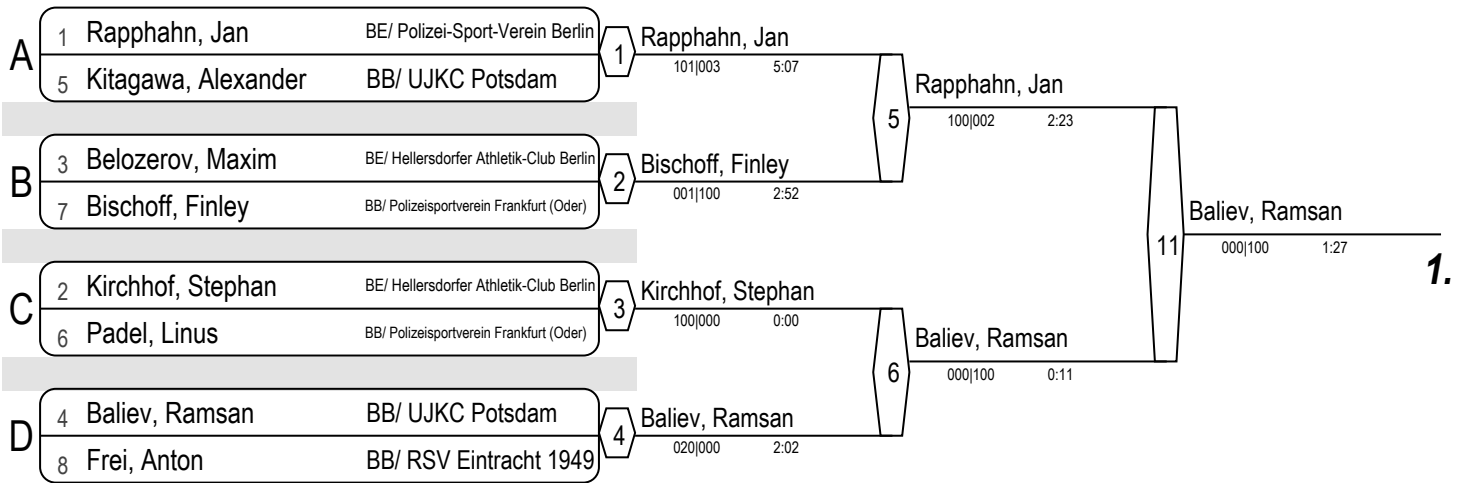 A
1 Rapphahn, Jan BE/ Polizei-Sport-Verein Berlin
5 Kitagawa, Alexander BB/ UJKC Potsdam
1
Rapphahn, Jan
101|003 5:07
B
3 Belozerov, Maxim BE/ Hellersdorfer Athletik-Club Berlin
7 Bischoff, Finley BB/ Polizeisportverein Frankfurt (Oder)
2
Bischoff, Finley
001|100 2:52
5
Rapphahn, Jan
100|002 2:23
C
2 Kirchhof, Stephan BE/ Hellersdorfer Athletik-Club Berlin
6 Padel, Linus BB/ Polizeisportverein Frankfurt (Oder)
3
Kirchhof, Stephan
100|000 0:00
D
4 Baliev, Ramsan BB/ UJKC Potsdam
8 Frei, Anton BB/ RSV Eintracht 1949
4
Baliev, Ramsan
020|000 2:02
6
Baliev, Ramsan
000|100 0:11
11
Baliev, Ramsan
000|100 1:27
1.